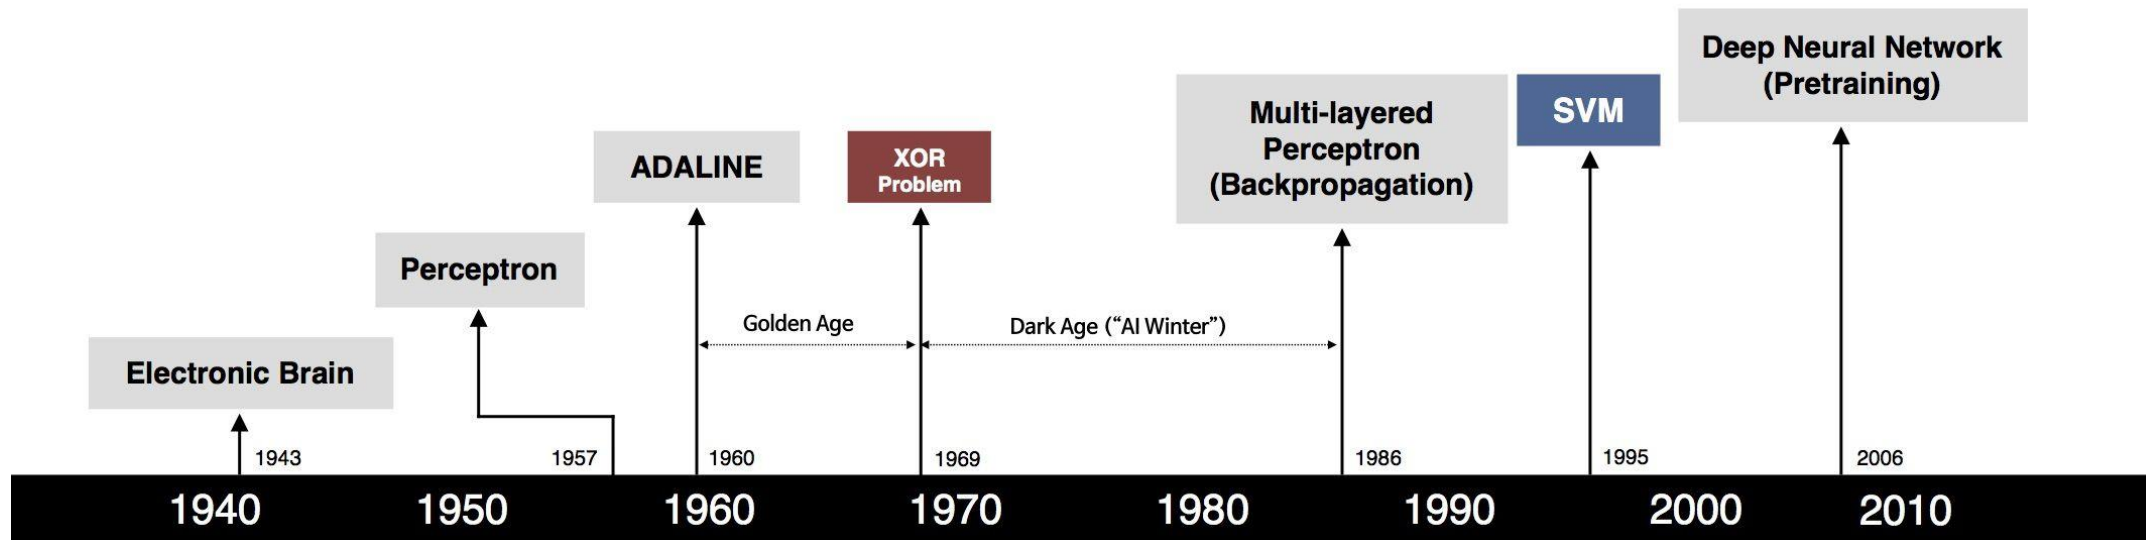 Deep Neural Network
(Pretraining)
Multi-layered
Perceptron
(Backpropagation)
SVM
ADALINE
XOR
Problem
Perceptron
Golden Age
Dark Age (“AI Winter”)
Electronic Brain
1943
1957
1960
1969
1986
1995
2006
1940
1950
1960
1970
1980
1990
2000
2010